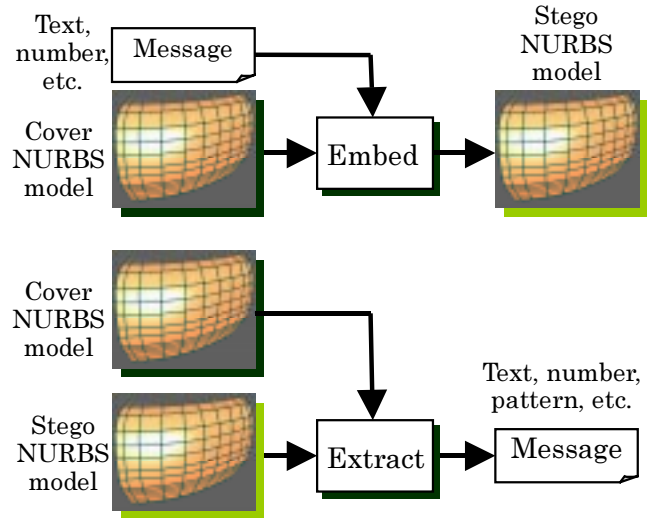 Text,
number,
etc.
Message
Stego
NURBS
model
Cover
NURBS
model
Embed
Cover
NURBS
model
Text, number,
pattern, etc.
Stego
NURBS
model
Extract
Message